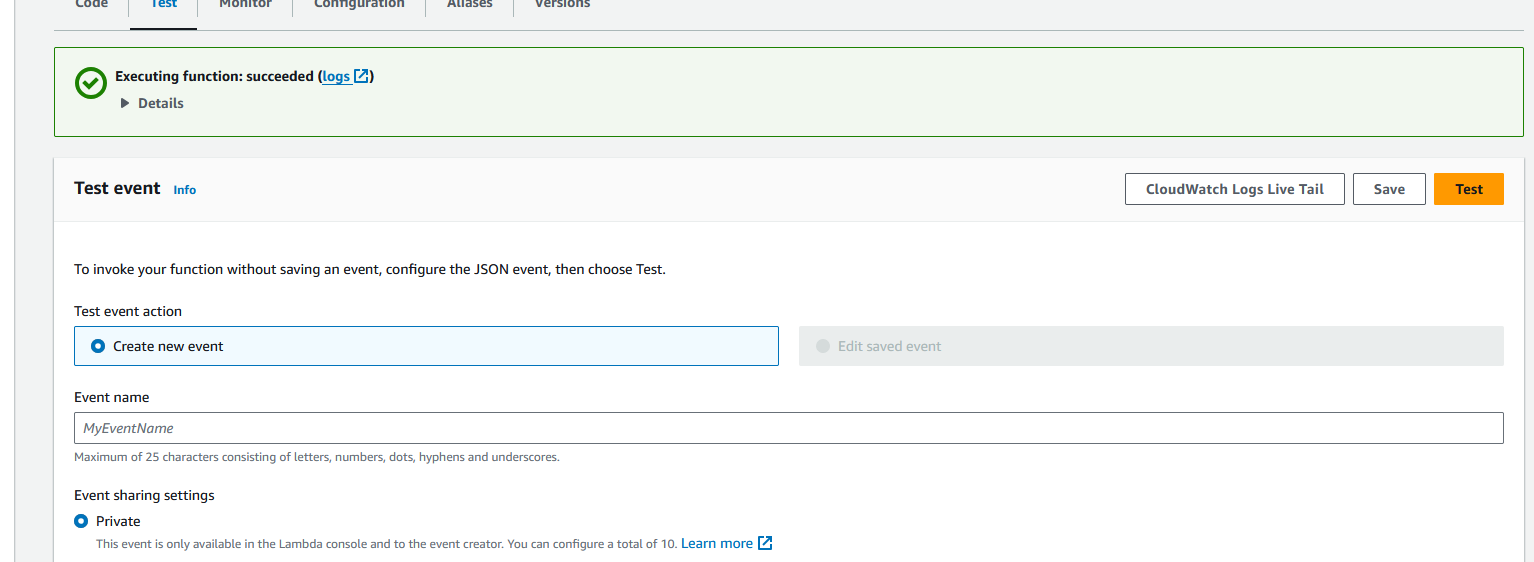 Code Test Monitor Configuration Aliases Versions
Executing function: succeeded (logs)
Details
Test event Info CloudWatch Logs Live Tail Save Test
To invoke your function without saving an event, configure the JSON event, then choose Test.
Test event action
Create new event Edit saved event
Event name
MyEventName
Maximum of 25 characters consisting of letters, numbers, dots, hyphens and underscores.
Event sharing settings
Private
This event is only available in the Lambda console and to the event creator. You can configure a total of 10. Learn more